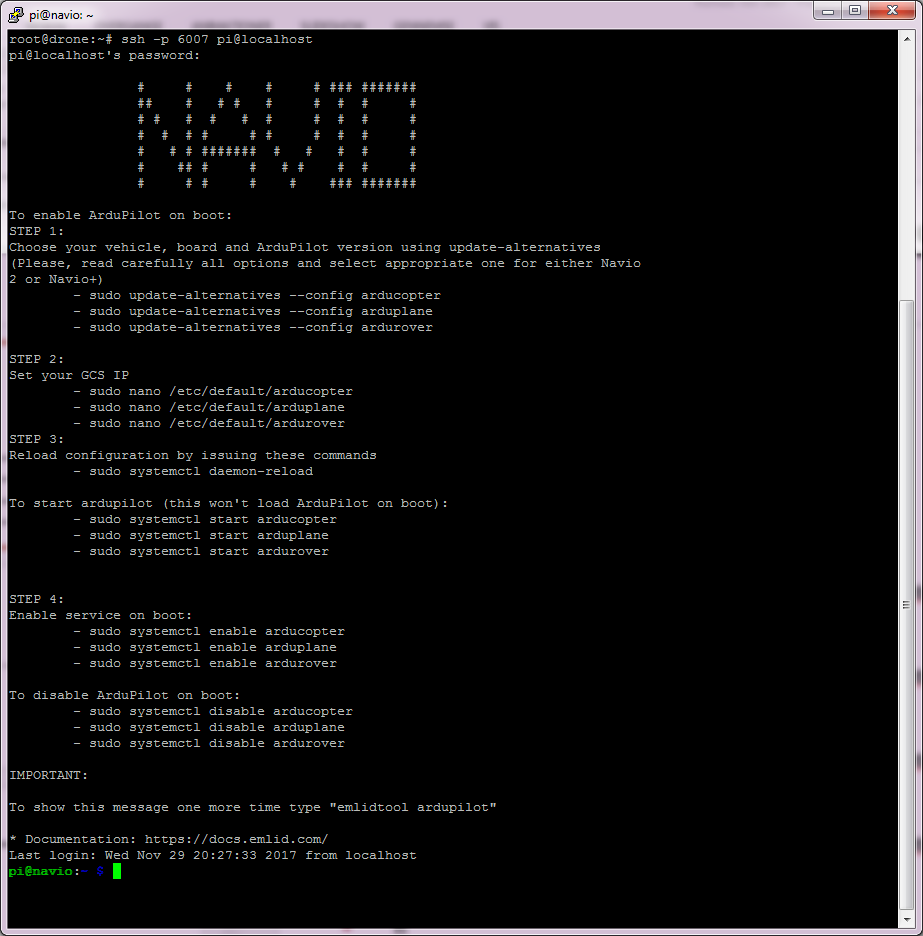 pi@navio: ~
root@drone:~# ssh -p 6007 pi@localhost
pi@localhost's password:
NAVIO
To enable ArduPilot on boot:
STEP 1:
Choose your vehicle, board and ArduPilot version using update-alternatives
(Please, read carefully all options and select appropriate one for either Navio
2 or Navio+)
- sudo update-alternatives --config arducopter
- sudo update-alternatives --config arduplane
- sudo update-alternatives --config ardurover
STEP 2:
Set your GCS IP
- sudo nano /etc/default/arducopter
- sudo nano /etc/default/arduplane
- sudo nano /etc/default/ardurover
STEP 3:
Reload configuration by issuing these commands
- sudo systemctl daemon-reload
To start ardupilot (this won't load ArduPilot on boot):
- sudo systemctl start arducopter
- sudo systemctl start arduplane
- sudo systemctl start ardurover
STEP 4:
Enable service on boot:
- sudo systemctl enable arducopter
- sudo systemctl enable arduplane
- sudo systemctl enable ardurover
To disable ArduPilot on boot:
- sudo systemctl disable arducopter
- sudo systemctl disable arduplane
- sudo systemctl disable ardurover
IMPORTANT:
To show this message one more time type "emlidtool ardupilot"
* Documentation: https://docs.emlid.com/
Last login: Wed Nov 29 20:27:33 2017 from localhost
pi@navio:~ $